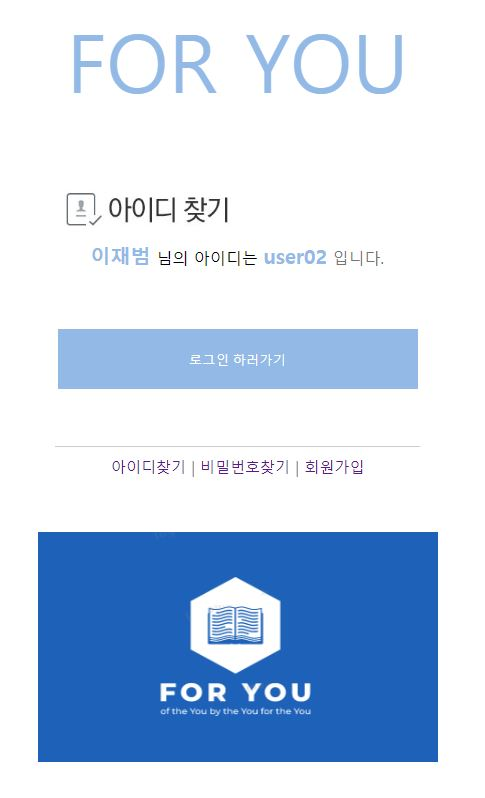 FOR YOU
아이디 찾기
이재범 님의 아이디는 user02 입니다.
로그인 하러가기
아이디찾기 | 비밀번호찾기 | 회원가입
FOR YOU
of the You by the You for the You